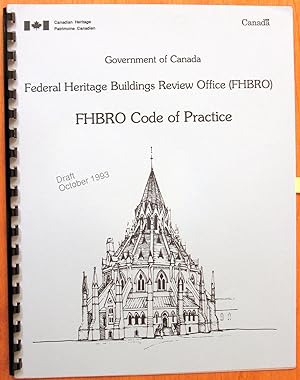 Canadian Heritage
Patrimoine Canadien
Canada
Government of Canada
Federal Heritage Buildings Review Office (FHBRO)
FHBRO Code of Practice
Draft
October 1993